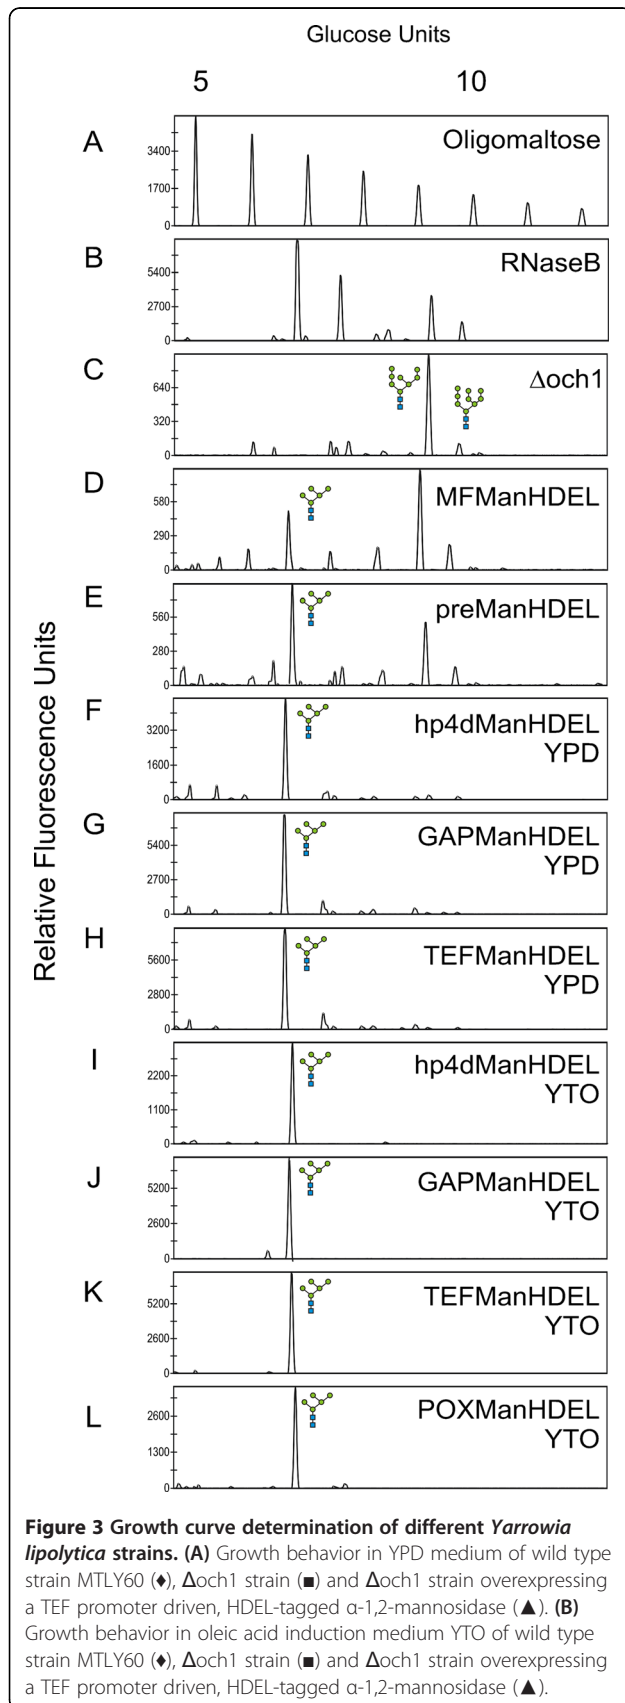 Glucose Units
5 10
A
Oligomaltose
3400
1700
0
B
RNaseB
5400
2700
0
C
Δoch1
640
320
0
D
MFManHDEL
580
290
0
E
preManHDEL
560
280
0
F
hp4dManHDEL
YPD
3200
1600
0
G
GAPManHDEL
YPD
5400
2700
0
H
TEFManHDEL
YPD
5600
2800
0
I
hp4dManHDEL
YTO
2200
1100
0
J
GAPManHDEL
YTO
5200
2600
0
K
TEFManHDEL
YTO
5200
2600
0
L
POXManHDEL
YTO
2600
1300
0
Relative Fluorescence Units
Figure 3 Growth curve determination of different Yarrowia
lipolytica strains. (A) Growth behavior in YPD medium of wild type
strain MTLY60 (♦), Δoch1 strain (■) and Δoch1 strain overexpressing
a TEF promoter driven, HDEL-tagged α-1,2-mannosidase (▲). (B)
Growth behavior in oleic acid induction medium YTO of wild type
strain MTLY60 (♦), Δoch1 strain (■) and Δoch1 strain overexpressing
a TEF promoter driven, HDEL-tagged α-1,2-mannosidase (▲).